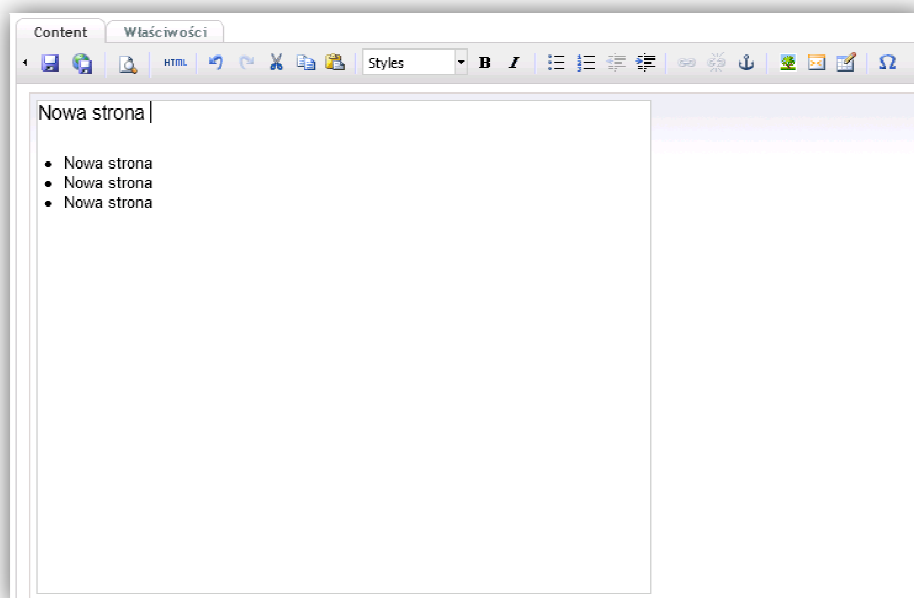 Content
Właściwości
HTML
Styles
B I
Ω
Nowa strona
Nowa strona
Nowa strona
Nowa strona